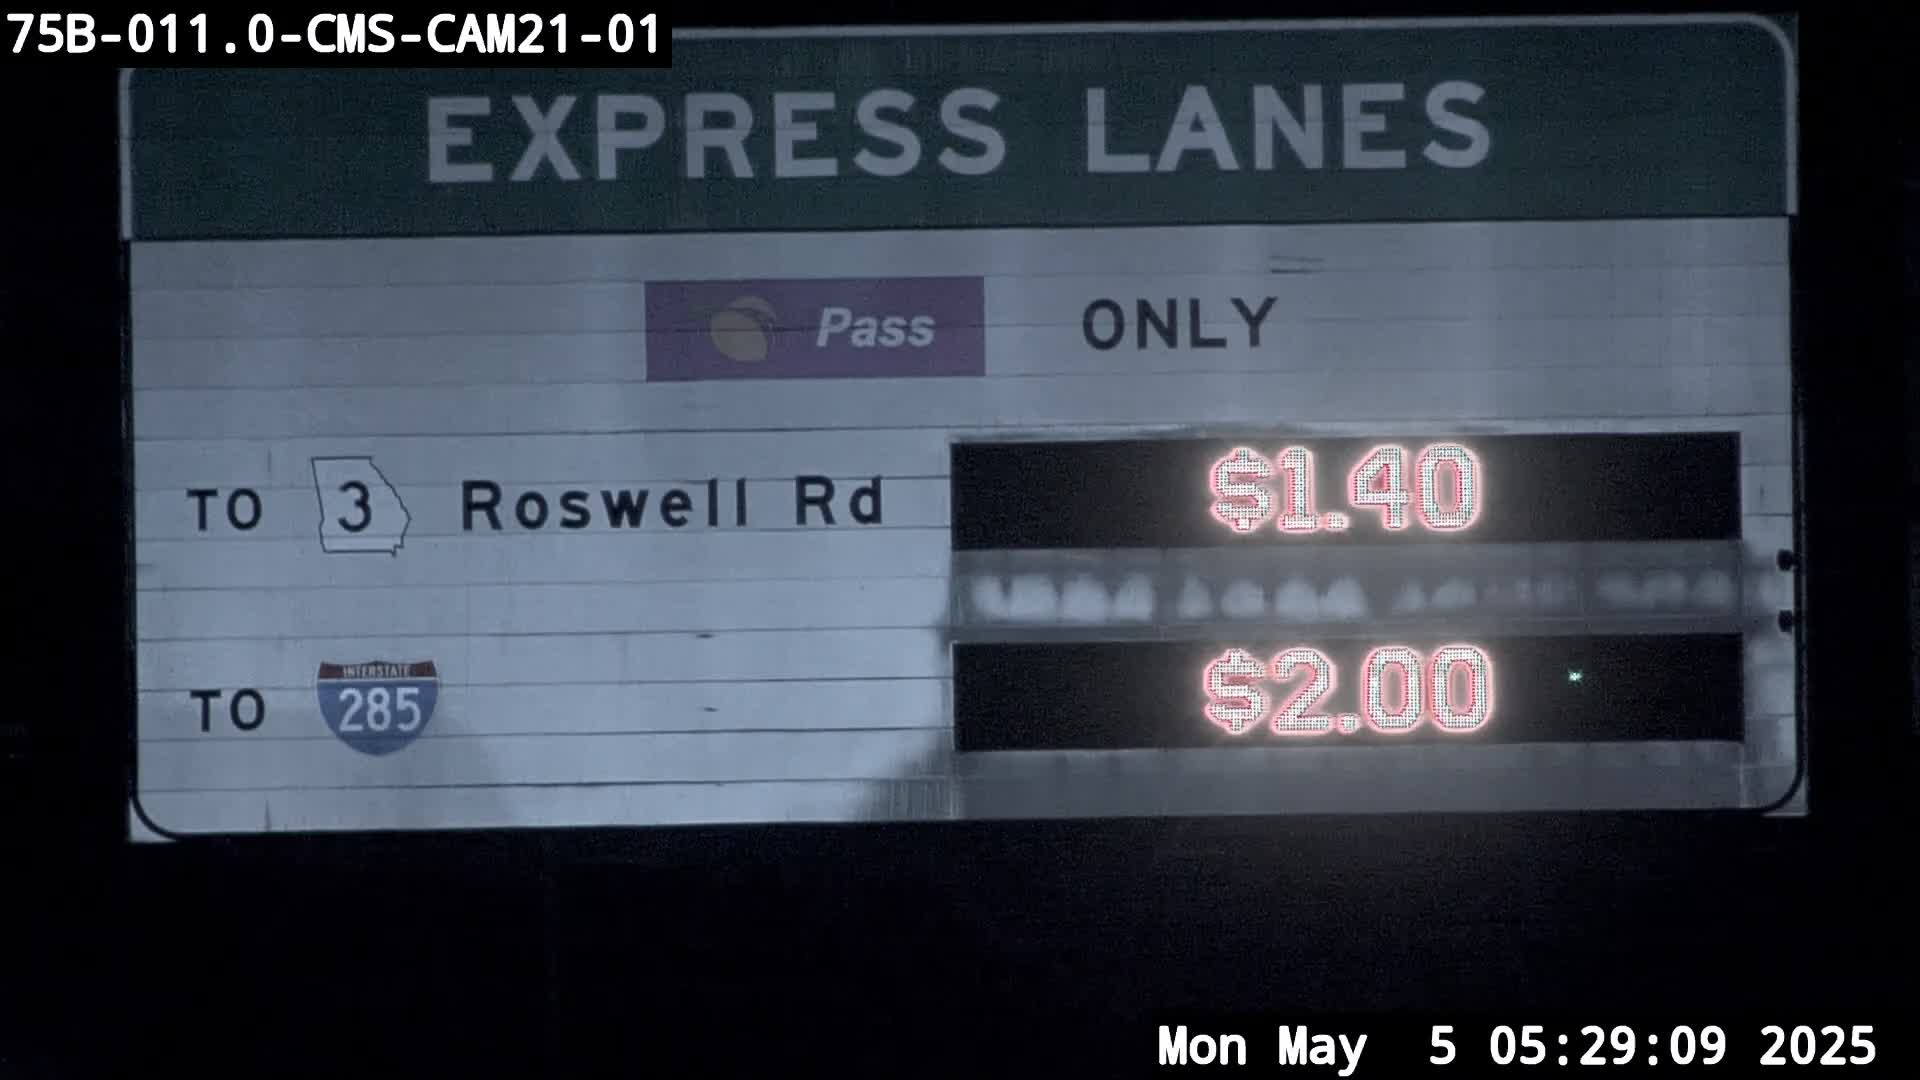 75B-011.0-CMS-CAM21-01
EXPRESS LANES
Pass ONLY
TO 3 Roswell Rd $1.40
INTERSTATE
TO 285 $2.00
Mon May 5 05:29:09 2025